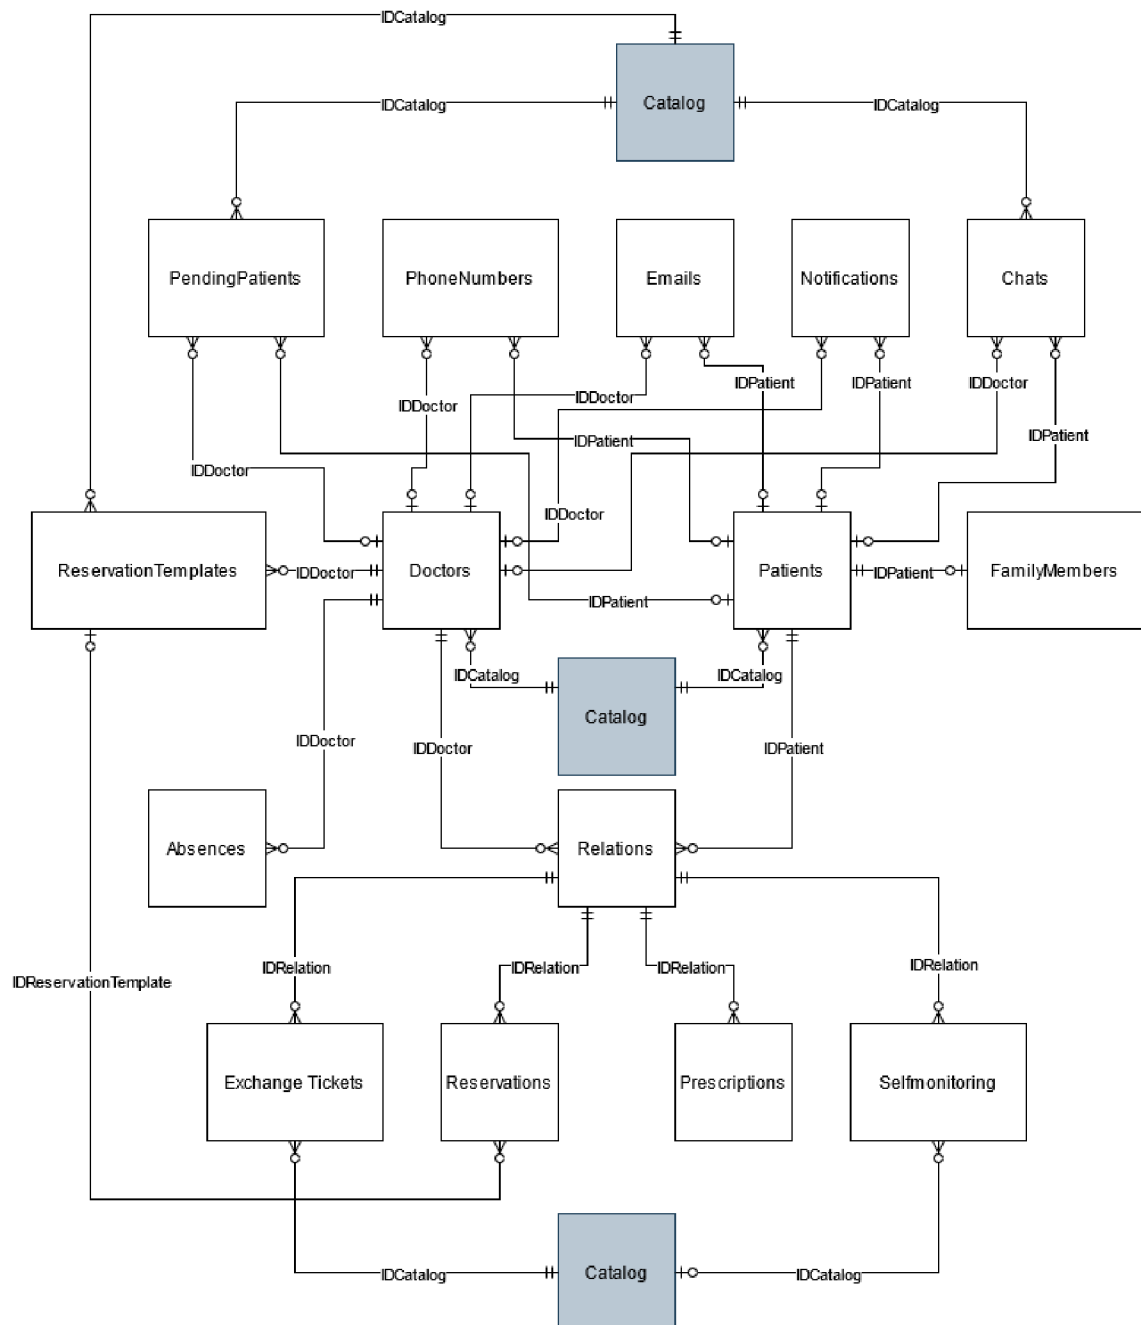 IDCatalog
Catalog
IDCatalog
IDCatalog
PendingPatients
PhoneNumbers
Emails
Notifications
Chats
IDPatient
IDPatient
IDDoctor
IDDoctor
IDDoctor
IDPatient
IDPatient
IDDoctor
IDDoctor
ReservationTemplates
IDDoctor
Doctors
Patients
IDPatient
FamilyMembers
IDPatient
IDCatalog
IDCatalog
Catalog
IDDoctor
IDDoctor
IDPatient
Absences
Relations
IDRelation
IDRelation
IDRelation
IDRelation
IDReservationTemplate
Exchange Tickets
Reservations
Prescriptions
Selfmonitoring
IDCatalog
Catalog
IDCatalog